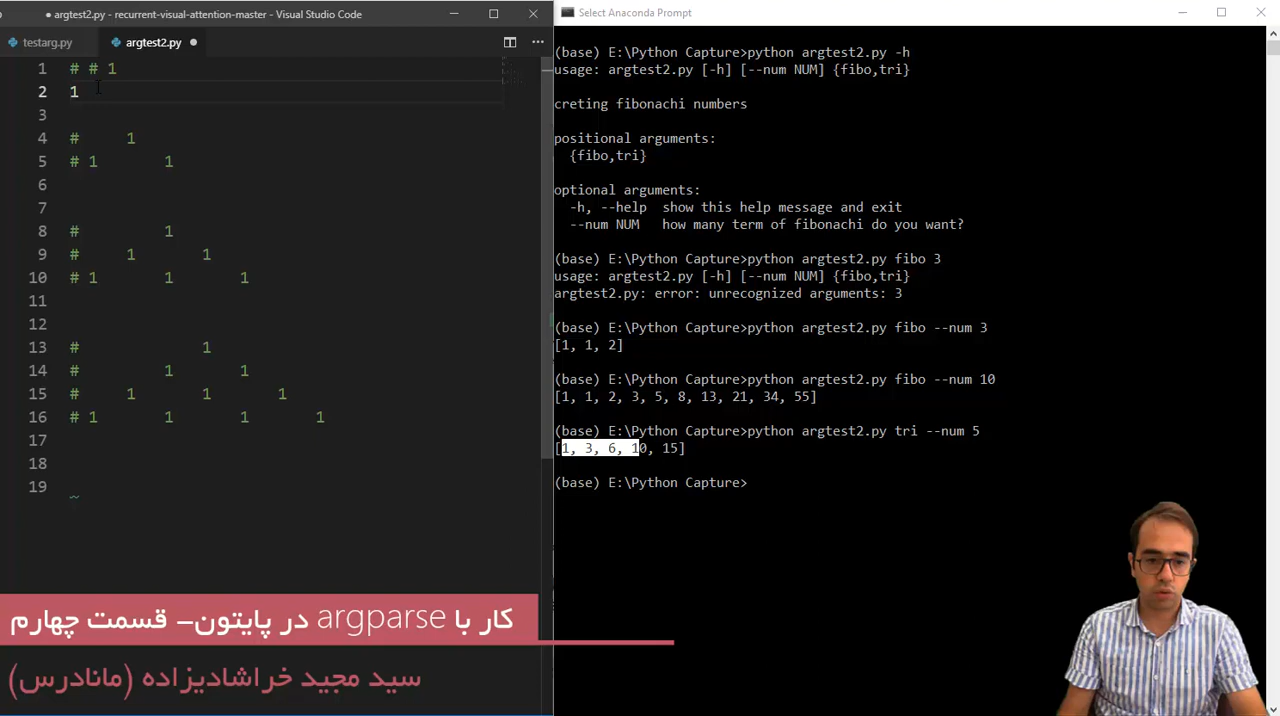 argtest2.py - recurrent-visual-attention-master - Visual Studio Code
testarg.py
argtest2.py
1 # # 1
2 1
3
4 # 1
5 # 1 1
6
7
8 # 1
9 # 1 1
10 # 1 1 1
11
12
13 # 1
14 # 1 1
15 # 1 1 1
16 # 1 1 1 1
17
18
19
Select Anaconda Prompt
(base) E:\Python Capture>python argtest2.py -h
usage: argtest2.py [-h] [--num NUM] {fibo,tri}
creting fibonachi numbers
positional arguments:
{fibo,tri}
optional arguments:
-h, --help show this help message and exit
--num NUM how many term of fibonachi do you want?
(base) E:\Python Capture>python argtest2.py fibo 3
usage: argtest2.py [-h] [--num NUM] {fibo,tri}
argtest2.py: error: unrecognized arguments: 3
(base) E:\Python Capture>python argtest2.py fibo --num 3
[1, 1, 2]
(base) E:\Python Capture>python argtest2.py fibo --num 10
[1, 1, 2, 3, 5, 8, 13, 21, 34, 55]
(base) E:\Python Capture>python argtest2.py tri --num 5
[1, 3, 6, 10, 15]
(base) E:\Python Capture>
کار با argparse در پایتون- قسمت چهارم
سید مجید خراشادیزاده (مانادرس)